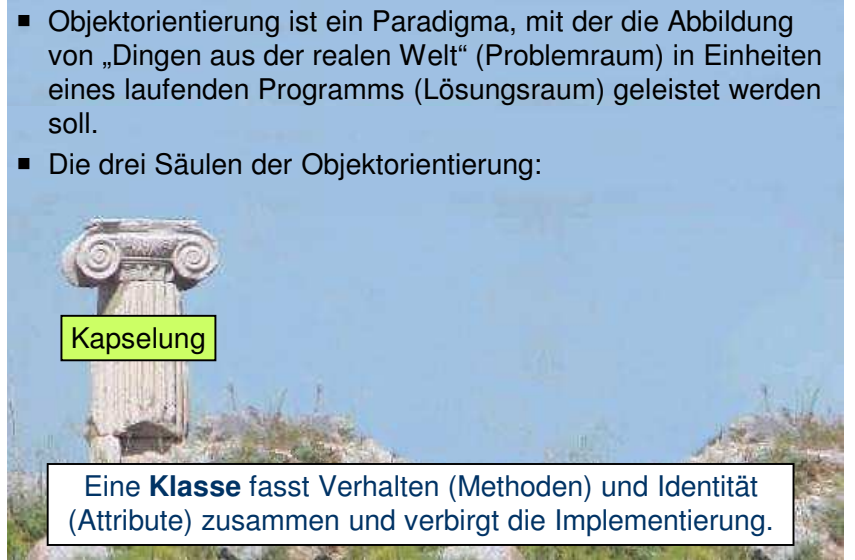 ▪ Objektorientierung ist ein Paradigma, mit der die Abbildung
von „Dingen aus der realen Welt“ (Problemraum) in Einheiten
eines laufenden Programms (Lösungsraum) geleistet werden
soll.
▪ Die drei Säulen der Objektorientierung:
Kapselung
Eine Klasse fasst Verhalten (Methoden) und Identität
(Attribute) zusammen und verbirgt die Implementierung.